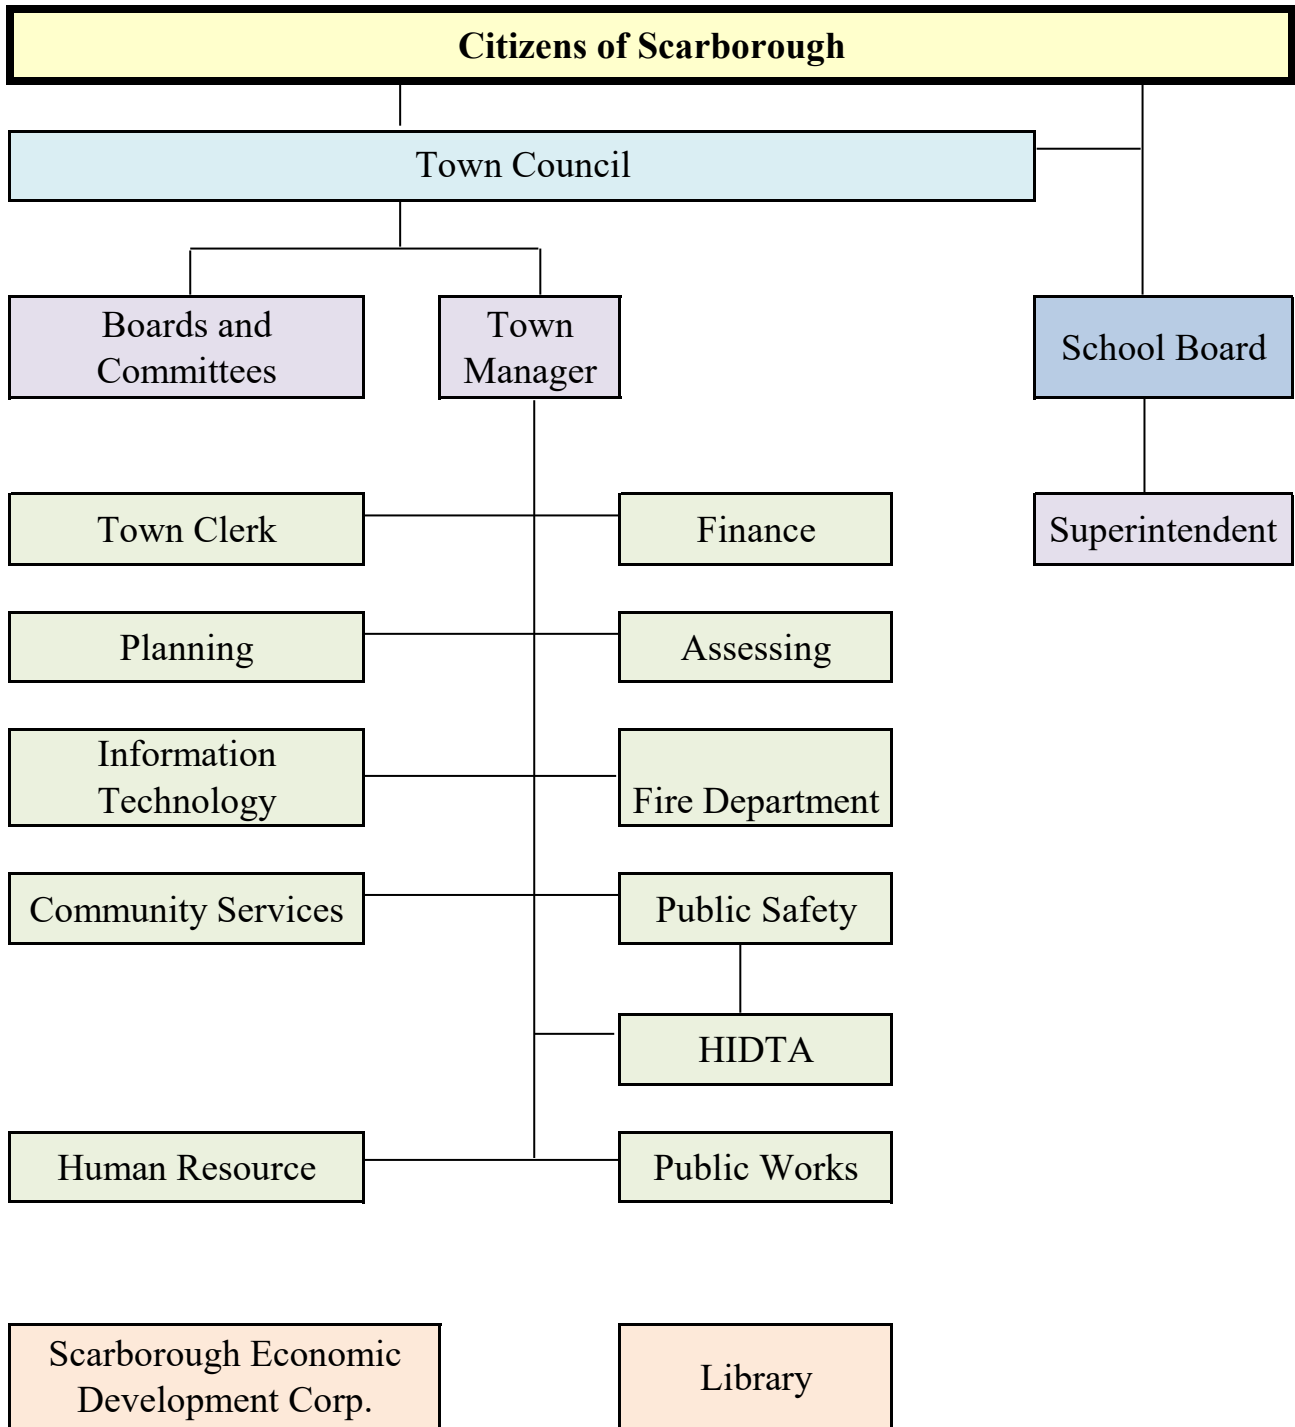 Citizens of Scarborough
Town Council
Boards and
Committees
Town
Manager
School Board
Town Clerk
Finance
Superintendent
Planning
Assessing
Information
Technology
Fire Department
Community Services
Public Safety
HIDTA
Human Resource
Public Works
Scarborough Economic
Development Corp.
Library